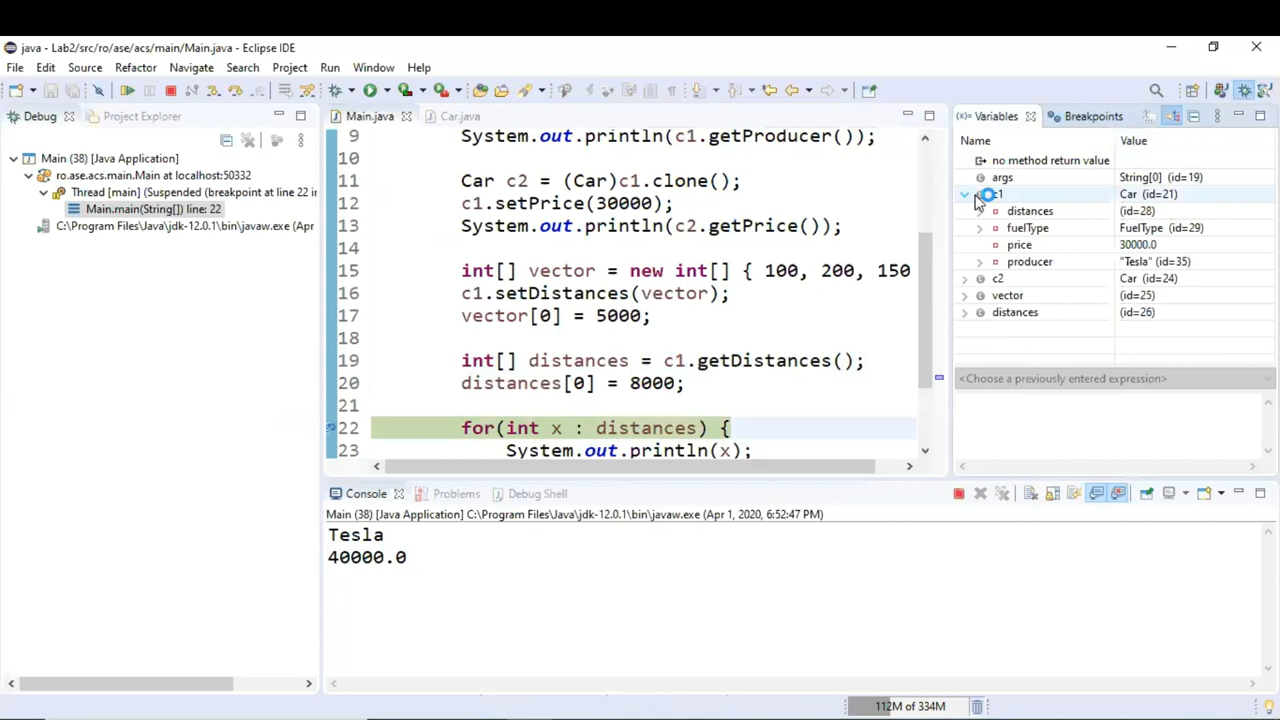 java - Lab2/src/ro/ase/acs/main/Main.java - Eclipse IDE
File Edit Source Refactor Navigate Search Project Run Window Help
Debug Project Explorer
Main (38) [Java Application]
ro.ase.acs.main.Main at localhost:50332
Thread [main] (Suspended (breakpoint at line 22 in
Main.main(String[]) line: 22
C:\Program Files\Java\jdk-12.0.1\bin\javaw.exe (Apr
Main.java Car.java
9 System.out.println(c1.getProducer());
10
11 Car c2 = (Car)c1.clone();
12 c1.setPrice(30000);
13 System.out.println(c2.getPrice());
14
15 int[] vector = new int[] { 100, 200, 150
16 c1.setDistances(vector);
17 vector[0] = 5000;
18
19 int[] distances = c1.getDistances();
20 distances[0] = 8000;
21
22 for(int x : distances) {
23 System.out.println(x);
(x)= Variables Breakpoints
Name Value
no method return value
args String[0] (id=19)
c1 Car (id=21)
distances (id=28)
fuelType FuelType (id=29)
price 30000.0
producer "Tesla" (id=35)
c2 Car (id=24)
vector (id=25)
distances (id=26)
<Choose a previously entered expression>
Console Problems Debug Shell
Main (38) [Java Application] C:\Program Files\Java\jdk-12.0.1\bin\javaw.exe (Apr 1, 2020, 6:52:47 PM)
Tesla
40000.0
112M of 334M